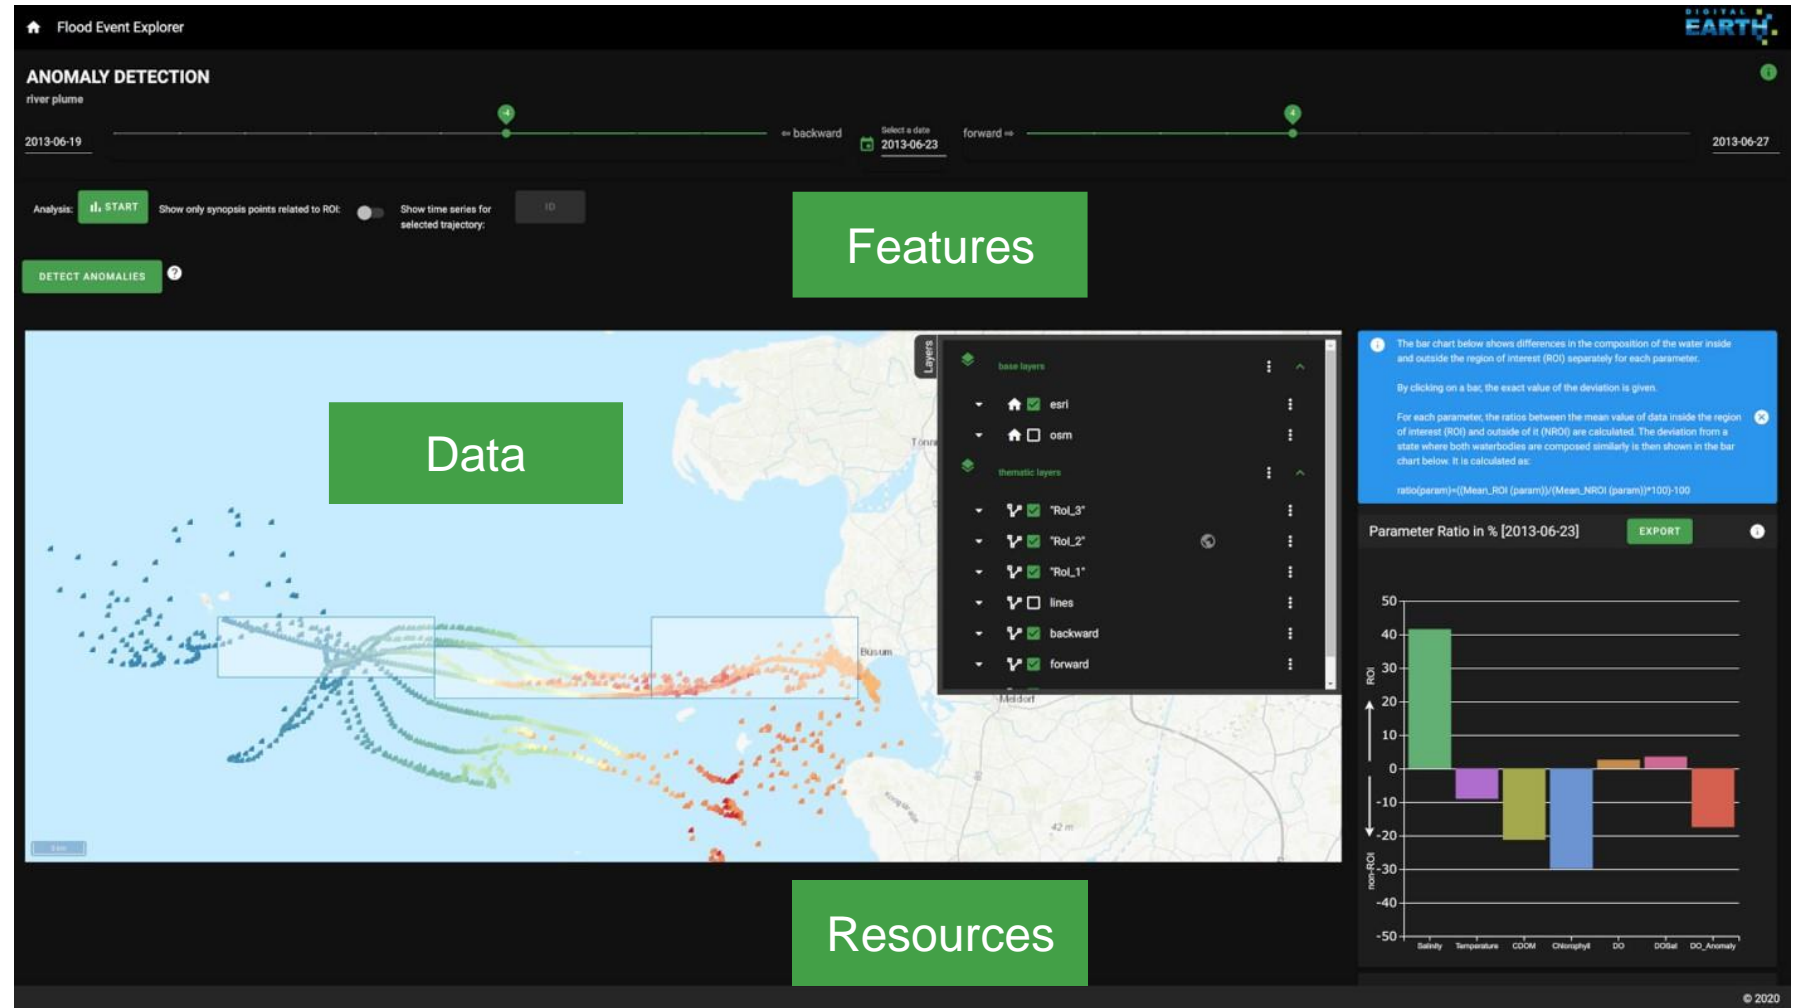 Flood Event Explorer
DIGITAL
EARTH
ANOMALY DETECTION
river plume
-4
4
2013-06-19
⇦ backward
Select a date
2013-06-23
forward ⇨
2013-06-27
Analysis:
START
Show only synopsis points related to ROI:
Show time series for
selected trajectory:
ID
DETECT ANOMALIES
?
Features
Data
Resources
Layers
base layers
esri
osm
thematic layers
"RoI_3"
"RoI_2"
"RoI_1"
lines
backward
forward
Büsum
Meldorf
42 m
The bar chart below shows differences in the composition of the water inside
and outside the region of interest (ROI) separately for each parameter.
By clicking on a bar, the exact value of the deviation is given.
For each parameter, the ratios between the mean value of data inside the region
of interest (ROI) and outside of it (NROI) are calculated. The deviation from a
state where both waterbodies are composed similarly is then shown in the bar
chart below. It is calculated as:
ratio(param)=((Mean_ROI (param))/(Mean_NROI (param))*100)-100
Parameter Ratio in % [2013-06-23]
EXPORT
50
40
30
20
10
0
-10
-20
-30
-40
-50
ROI
non-ROI
Salinity
Temperature
CDOM
Chlorophyll
DO
DOSat
DO_Anomaly
© 2020